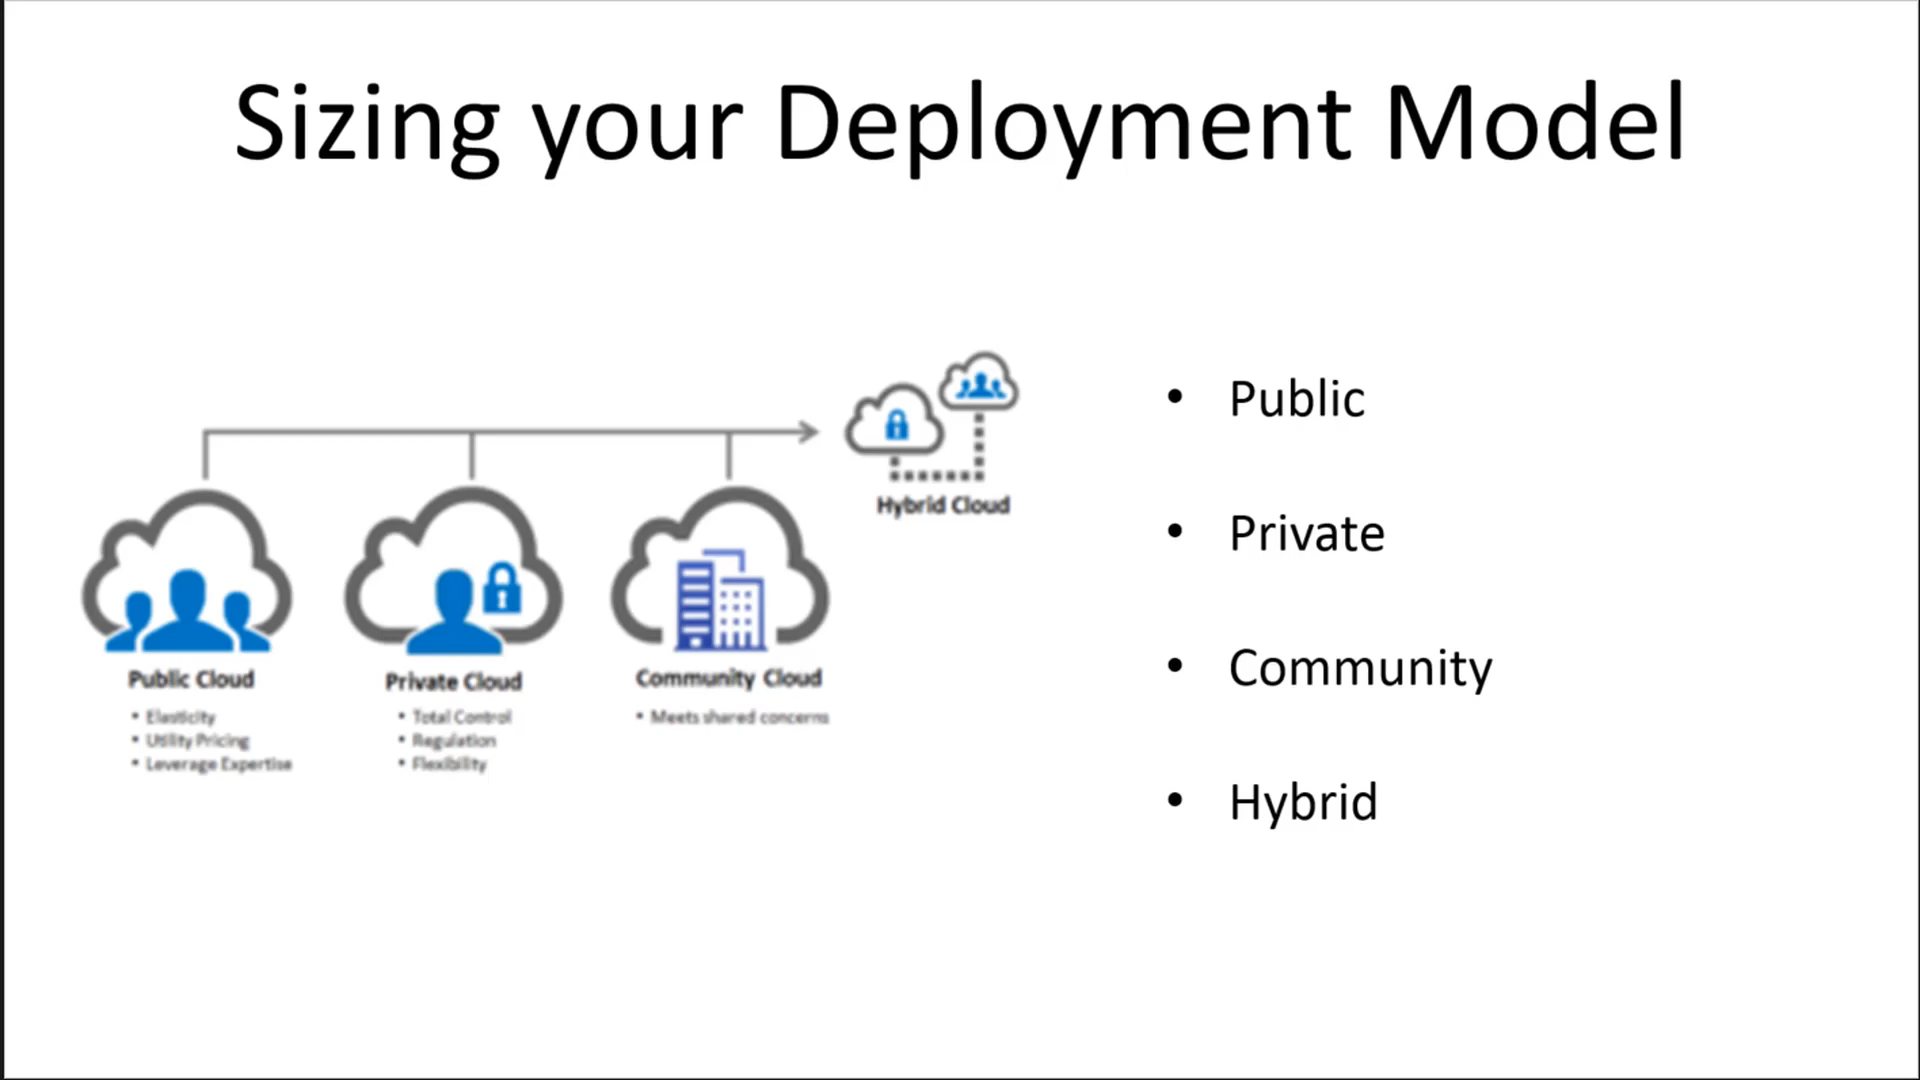 Sizing your Deployment Model
Hybrid Cloud
Public Cloud
• Elasticity
• Utility Pricing
• Leverage Expertise
Private Cloud
• Total Control
• Regulation
• Flexibility
Community Cloud
• Meets shared concerns
• Public
• Private
• Community
• Hybrid